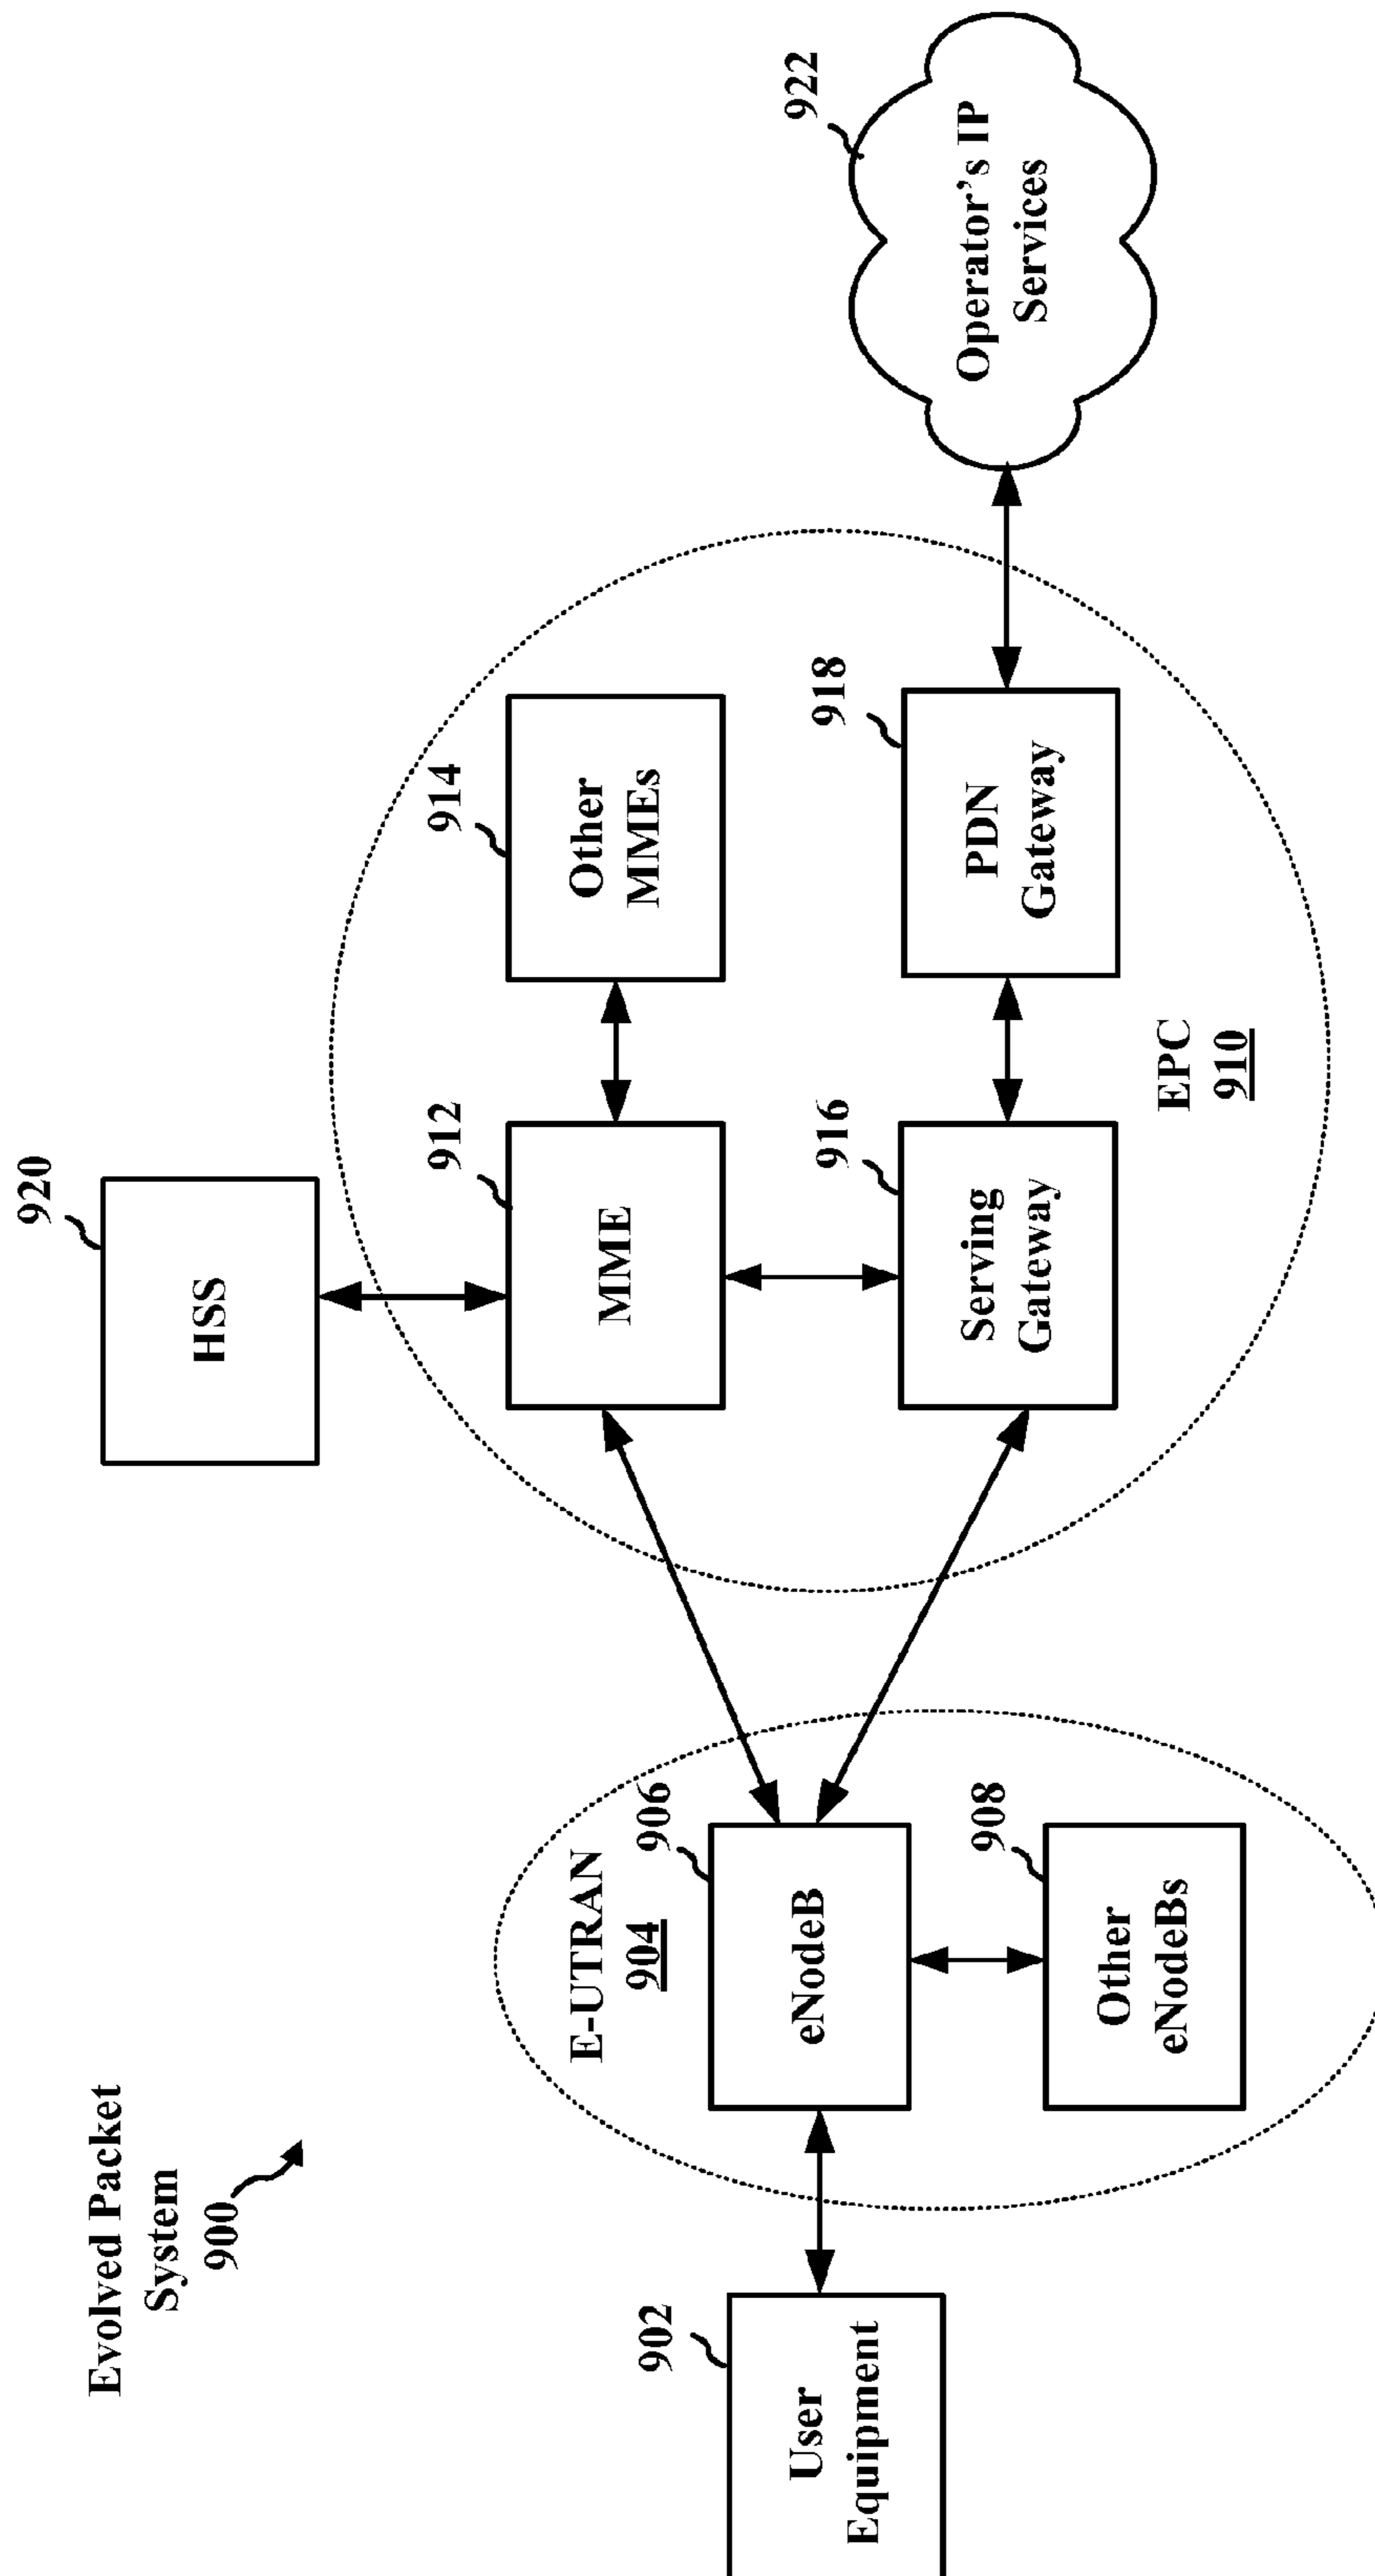 Evolved Packet
System
900
920
HSS
912
MME
914
Other
MMEs
922
Operator's IP
Services
E-UTRAN
904
906
eNodeB
902
User
Equipment
908
Other
eNodeBs
916
Serving
Gateway
918
PDN
Gateway
EPC
910